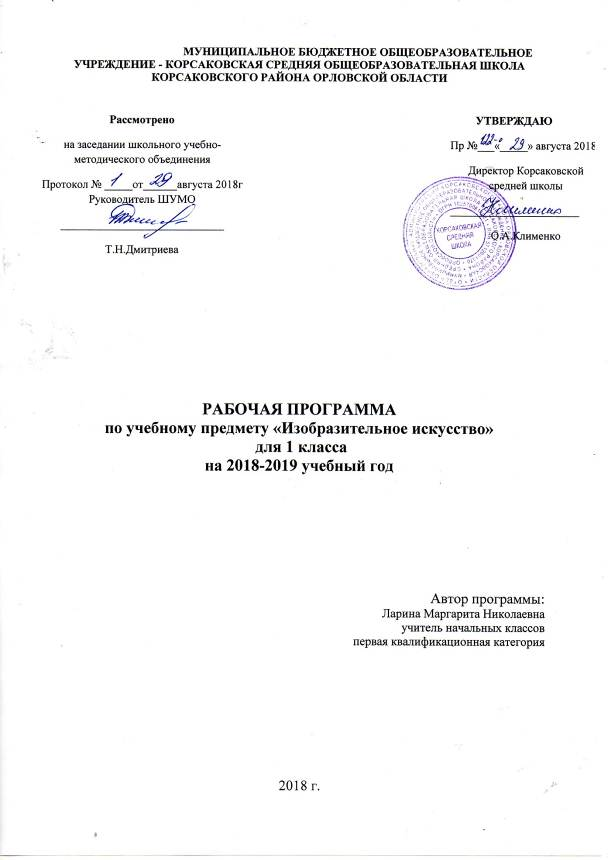 МУНИЦИПАЛЬНОЕ БЮДЖЕТНОЕ ОБЩЕОБРАЗОВАТЕЛЬНОЕ
УЧРЕЖДЕНИЕ - КОРСАКОВСКАЯ СРЕДНЯЯ ОБЩЕОБРАЗОВАТЕЛЬНАЯ ШКОЛА
КОРСАКОВСКОГО РАЙОНА ОРЛОВСКОЙ ОБЛАСТИ
Рассмотрено
на заседании школьного учебно-
методического объединения
Протокол № 1 от 29 августа 2018г
Руководитель ШУМО
Т.Н.Дмитриева
УТВЕРЖДАЮ
Пр № « 29 » августа 2018
Директор Корсаковской
средней школы
О.А.Клименко
КОРСАКОВСКАЯ
СРЕДНЯЯ
ШКОЛА
РАБОЧАЯ ПРОГРАММА
по учебному предмету «Изобразительное искусство»
для 1 класса
на 2018-2019 учебный год
Автор программы:
Ларина Маргарита Николаевна
учитель начальных классов
первая квалификационная категория
2018 г.